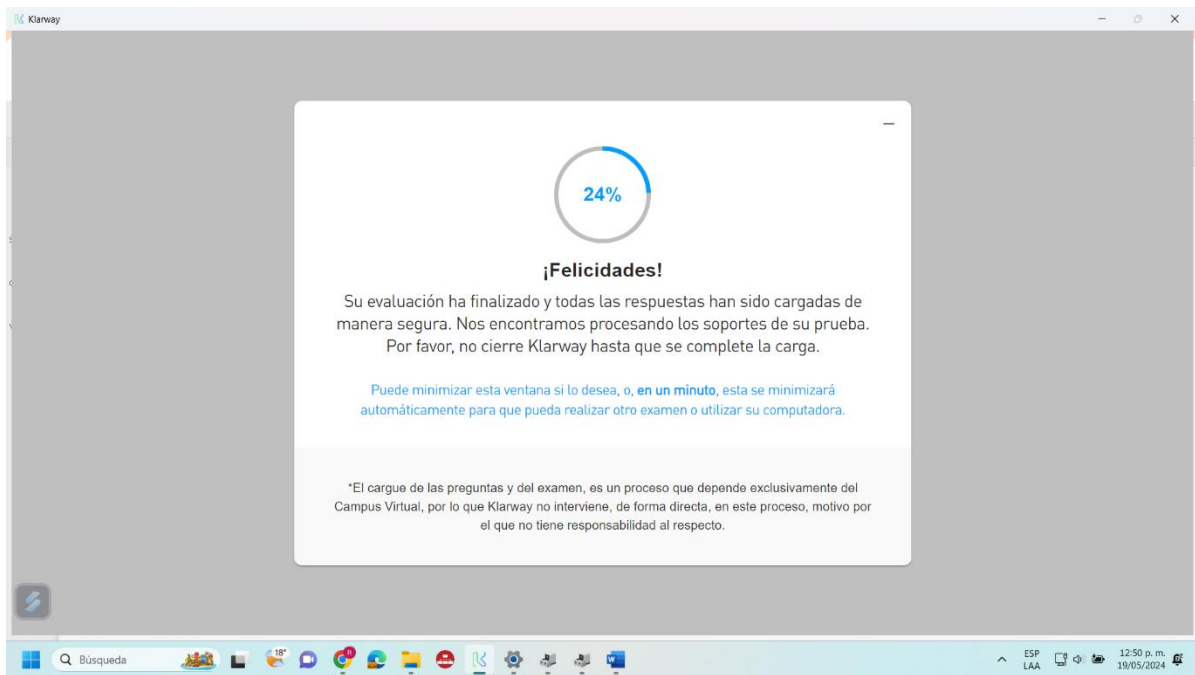 Klarway
24%
¡Felicidades!
Su evaluación ha finalizado y todas las respuestas han sido cargadas de
manera segura. Nos encontramos procesando los soportes de su prueba.
Por favor, no cierre Klarway hasta que se complete la carga.
Puede minimizar esta ventana si lo desea, o, en un minuto, esta se minimizará
automáticamente para que pueda realizar otro examen o utilizar su computadora.
*El cargue de las preguntas y del examen, es un proceso que depende exclusivamente del
Campus Virtual, por lo que Klarway no interviene, de forma directa, en este proceso, motivo por
el que no tiene responsabilidad al respecto.
Búsqueda
18°
ESP
LAA
12:50 p. m.
19/05/2024